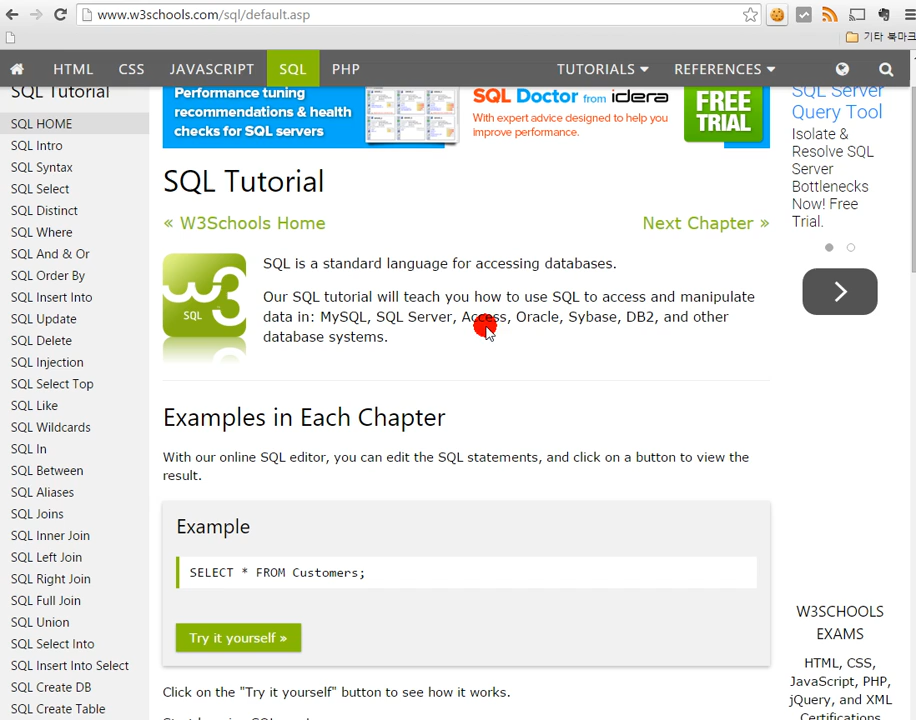 www.w3schools.com/sql/default.asp
기타 북마크
HTML CSS JAVASCRIPT SQL PHP TUTORIALS REFERENCES
SQL Tutorial
SQL HOME
SQL Intro
SQL Syntax
SQL Select
SQL Distinct
SQL Where
SQL And & Or
SQL Order By
SQL Insert Into
SQL Update
SQL Delete
SQL Injection
SQL Select Top
SQL Like
SQL Wildcards
SQL In
SQL Between
SQL Aliases
SQL Joins
SQL Inner Join
SQL Left Join
SQL Right Join
SQL Full Join
SQL Union
SQL Select Into
SQL Insert Into Select
SQL Create DB
SQL Create Table
Performance tuning
recommendations & health
checks for SQL servers
SQL Doctor from idera
With expert advice designed to help you
improve performance.
FREE
TRIAL
SQL Tutorial
« W3Schools Home Next Chapter »
w3
SQL
SQL is a standard language for accessing databases.
Our SQL tutorial will teach you how to use SQL to access and manipulate
data in: MySQL, SQL Server, Access, Oracle, Sybase, DB2, and other
database systems.
Examples in Each Chapter
With our online SQL editor, you can edit the SQL statements, and click on a button to view the
result.
Example
SELECT * FROM Customers;
Try it yourself »
Click on the "Try it yourself" button to see how it works.
SQL Server
Query Tool
Isolate &
Resolve SQL
Server
Bottlenecks
Now! Free
Trial.
W3SCHOOLS
EXAMS
HTML, CSS,
JavaScript, PHP,
jQuery, and XML
Certifications